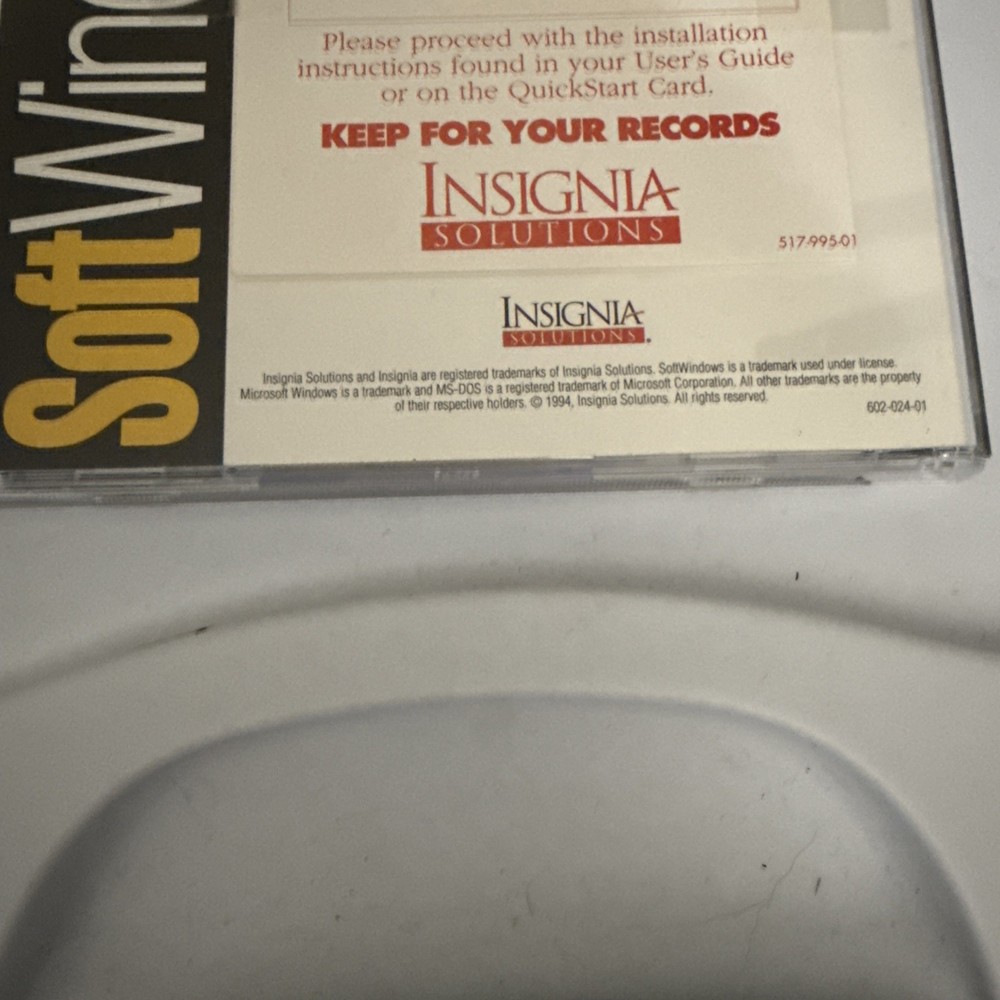 SoftWin
Please proceed with the installation
instructions found in your User's Guide
or on the QuickStart Card.
KEEP FOR YOUR RECORDS
INSIGNIA
SOLUTIONS
517-995-01
INSIGNIA
SOLUTIONS.
Insignia Solutions and Insignia are registered trademarks of Insignia Solutions. SoftWindows is a trademark used under license.
Microsoft Windows is a trademark and MS-DOS is a registered trademark of Microsoft Corporation. All other trademarks are the property
of their respective holders. © 1994, Insignia Solutions. All rights reserved.
602-024-01